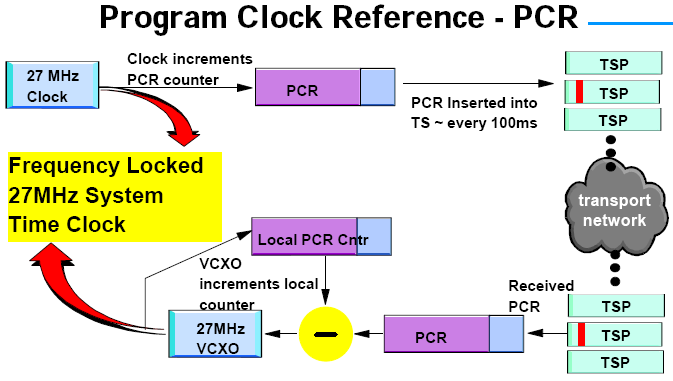 Program Clock Reference - PCR
27 MHz
Clock
Clock increments
PCR counter
PCR
PCR Inserted into
TS ~ every 100ms
TSP
TSP
TSP
Frequency Locked
27MHz System
Time Clock
transport
network
Local PCR Cntr
VCXO
increments local
counter
Received
PCR
27MHz
VCXO
PCR
TSP
TSP
TSP